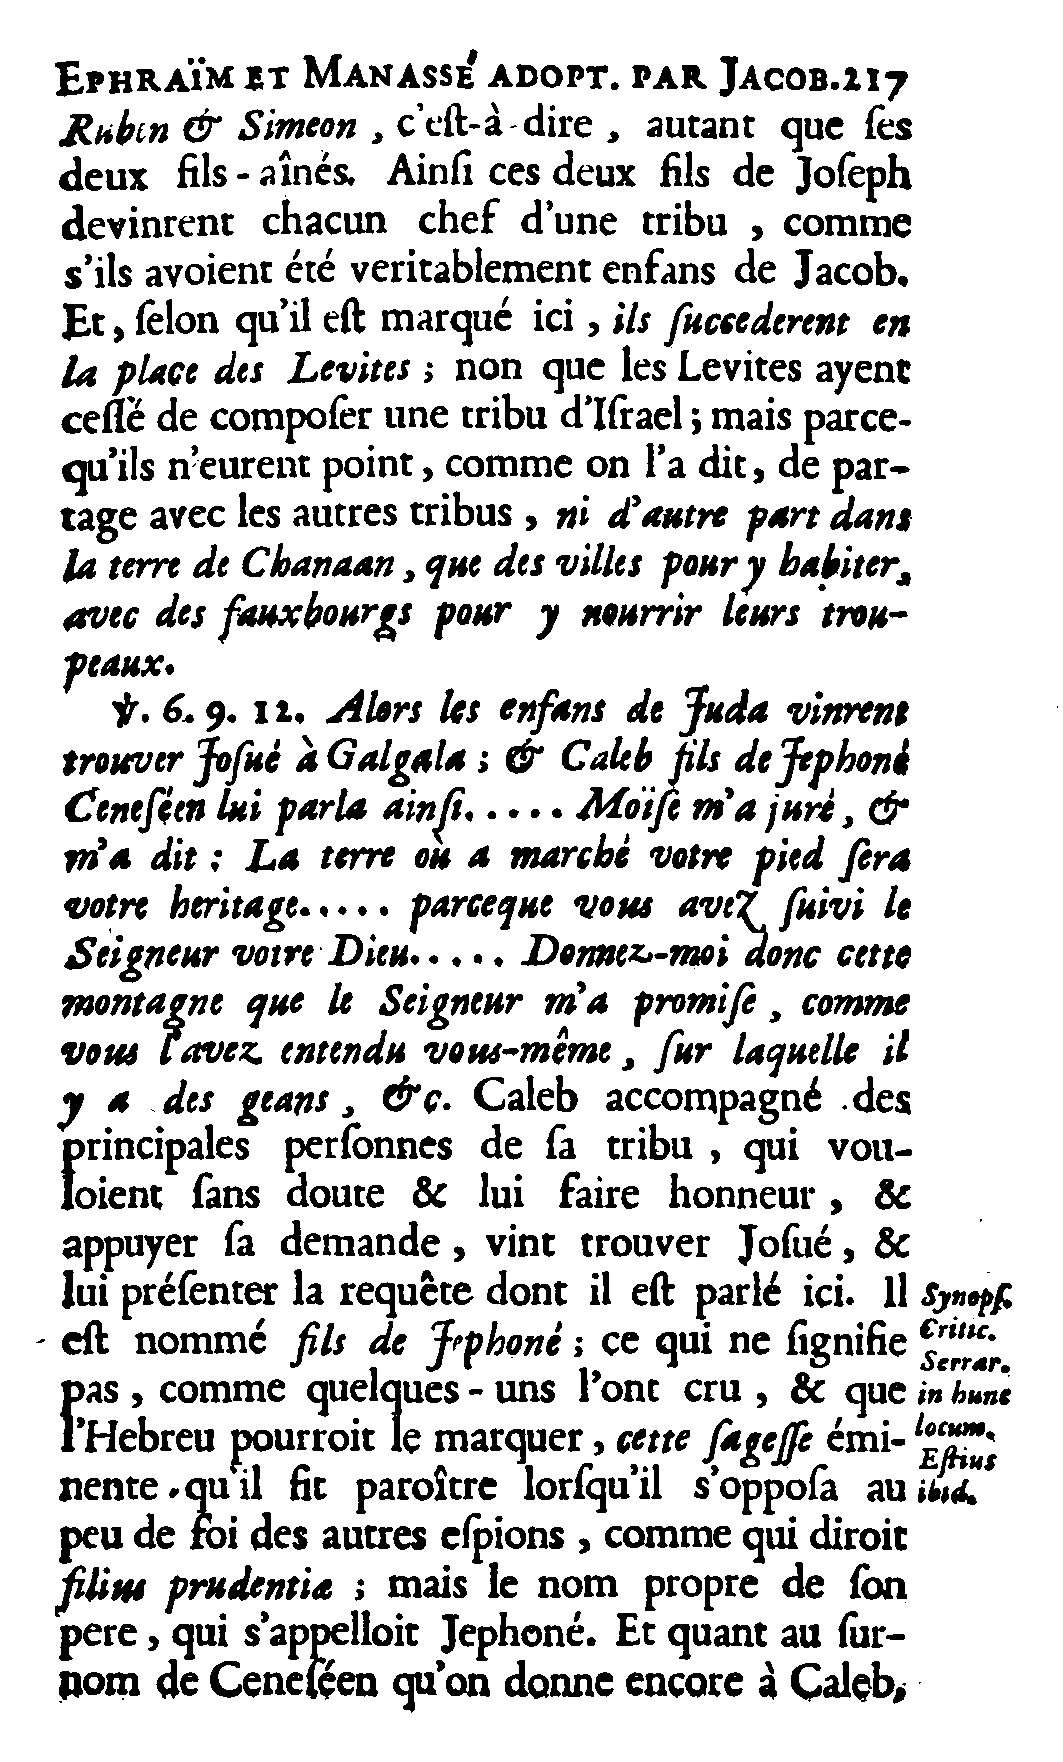 EPHRAÏM ET MANASSÉ ADOPT. PAR JACOB. 217
Ruben & Simeon, c'eſt-à-dire, autant que ſes
deux fils-aînés. Ainſi ces deux fils de Joſeph
devinrent chacun chef d'une tribu, comme
s'ils avoient été veritablement enfans de Jacob.
Et, ſelon qu'il eſt marqué ici, ils ſuccederent en
la place des Levites; non que les Levites ayent
ceſſé de compoſer une tribu d'Iſrael; mais parce-
qu'ils n'eurent point, comme on l'a dit, de par-
tage avec les autres tribus, ni d'autre part dans
la terre de Chanaan, que des villes pour y habiter,
avec des fauxbourgs pour y nourrir leurs trou-
peaux.
℣. 6. 9. 12. Alors les enfans de Juda vinrent
trouver Joſué à Galgala; & Caleb fils de Jephoné
Ceneſéen lui parla ainſi..... Moïſe m'a juré, &
m'a dit: La terre où a marché votre pied ſera
votre heritage..... parceque vous avez ſuivi le
Seigneur votre Dieu..... Donnez-moi donc cette
montagne que le Seigneur m'a promiſe, comme
vous l'avez entendu vous-même, ſur laquelle il
y a des geans, &c. Caleb accompagné des
principales perſonnes de ſa tribu, qui vou-
loient ſans doute & lui faire honneur, &
appuyer ſa demande, vint trouver Joſué, &
lui préſenter la requête dont il eſt parlé ici. Il
eſt nommé fils de Jephoné; ce qui ne ſignifie
pas, comme quelques-uns l'ont cru, & que
l'Hebreu pourroit le marquer, cette ſageſſe émi-
nente qu'il fit paroître lorſqu'il s'oppoſa au
peu de foi des autres eſpions, comme qui diroit
filius prudentiæ; mais le nom propre de ſon
pere, qui s'appelloit Jephoné. Et quant au ſur-
nom de Ceneſéen qu'on donne encore à Caleb,
Synopſ.
Critic.
Serrar.
in hunc
locum.
Eſtius
ibid.